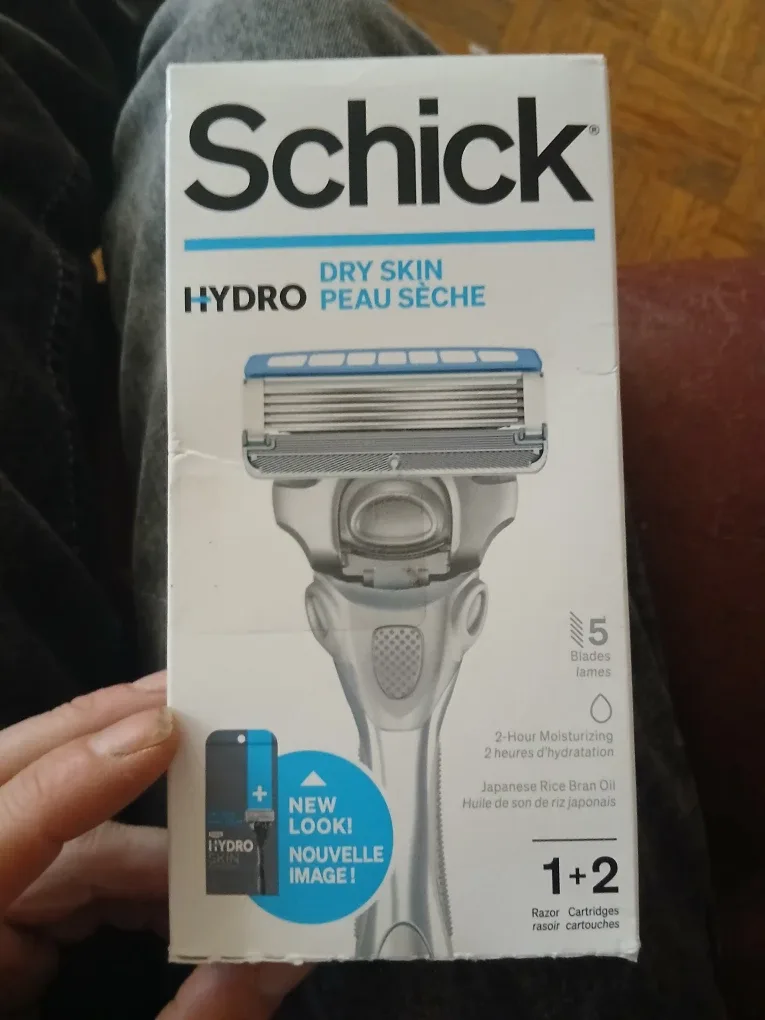 Schick®
HYDRO
DRY SKIN
PEAU SÈCHE
5
Blades
lames
2-Hour Moisturizing
2 heures d'hydratation
Japanese Rice Bran Oil
Huile de son de riz japonais
NEW
LOOK!
NOUVELLE
IMAGE!
HYDRO
SKIN
1+2
Razor Cartridges
rasoir cartouches